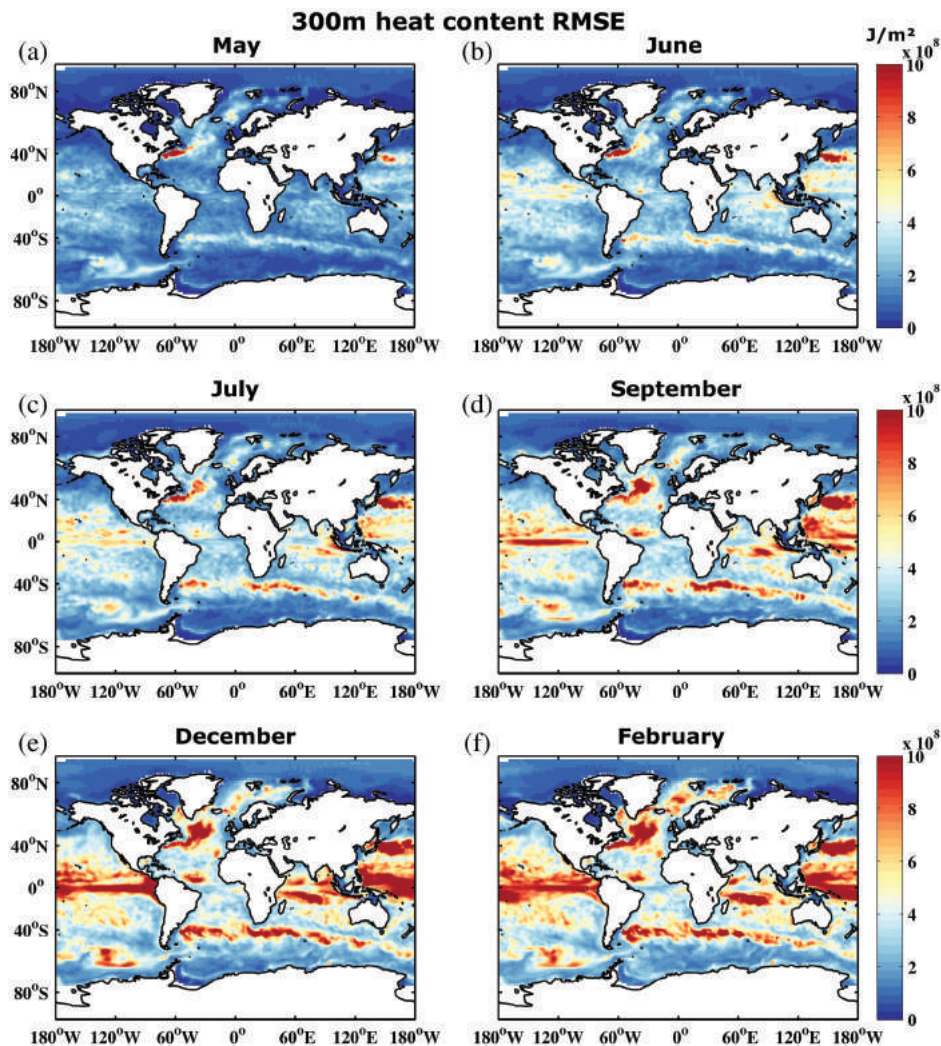 300m heat content RMSE
(a) May
(b) June
J/m²
x 10⁸
80°N
40°N
0°
40°S
80°S
180°W 120°W 60°W 0° 60°E 120°E 180°W
180°W 120°W 60°W 0° 60°E 120°E 180°W
10
8
6
4
2
0
(c) July
(d) September
x 10⁸
80°N
40°N
0°
40°S
80°S
180°W 120°W 60°W 0° 60°E 120°E 180°W
180°W 120°W 60°W 0° 60°E 120°E 180°W
10
8
6
4
2
0
(e) December
(f) February
x 10⁸
80°N
40°N
0°
40°S
80°S
180°W 120°W 60°W 0° 60°E 120°E 180°W
180°W 120°W 60°W 0° 60°E 120°E 180°W
10
8
6
4
2
0